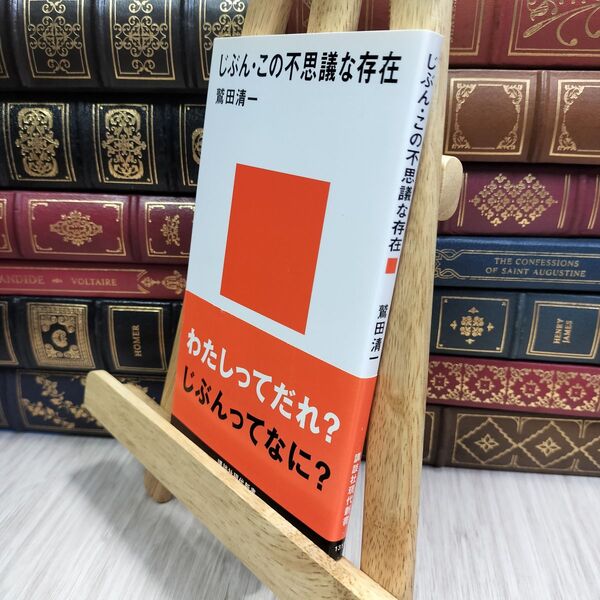 じぶん・この不思議な存在
鷲田清一
わたしってだれ?
じぶんってなに?
じぶん・この不思議な存在
鷲田清一
講談社現代新書
CANDIDE · VOLTAIRE
HOMER
THE CONFESSIONS
OF SAINT AUGUSTINE
HENRY
JAMES